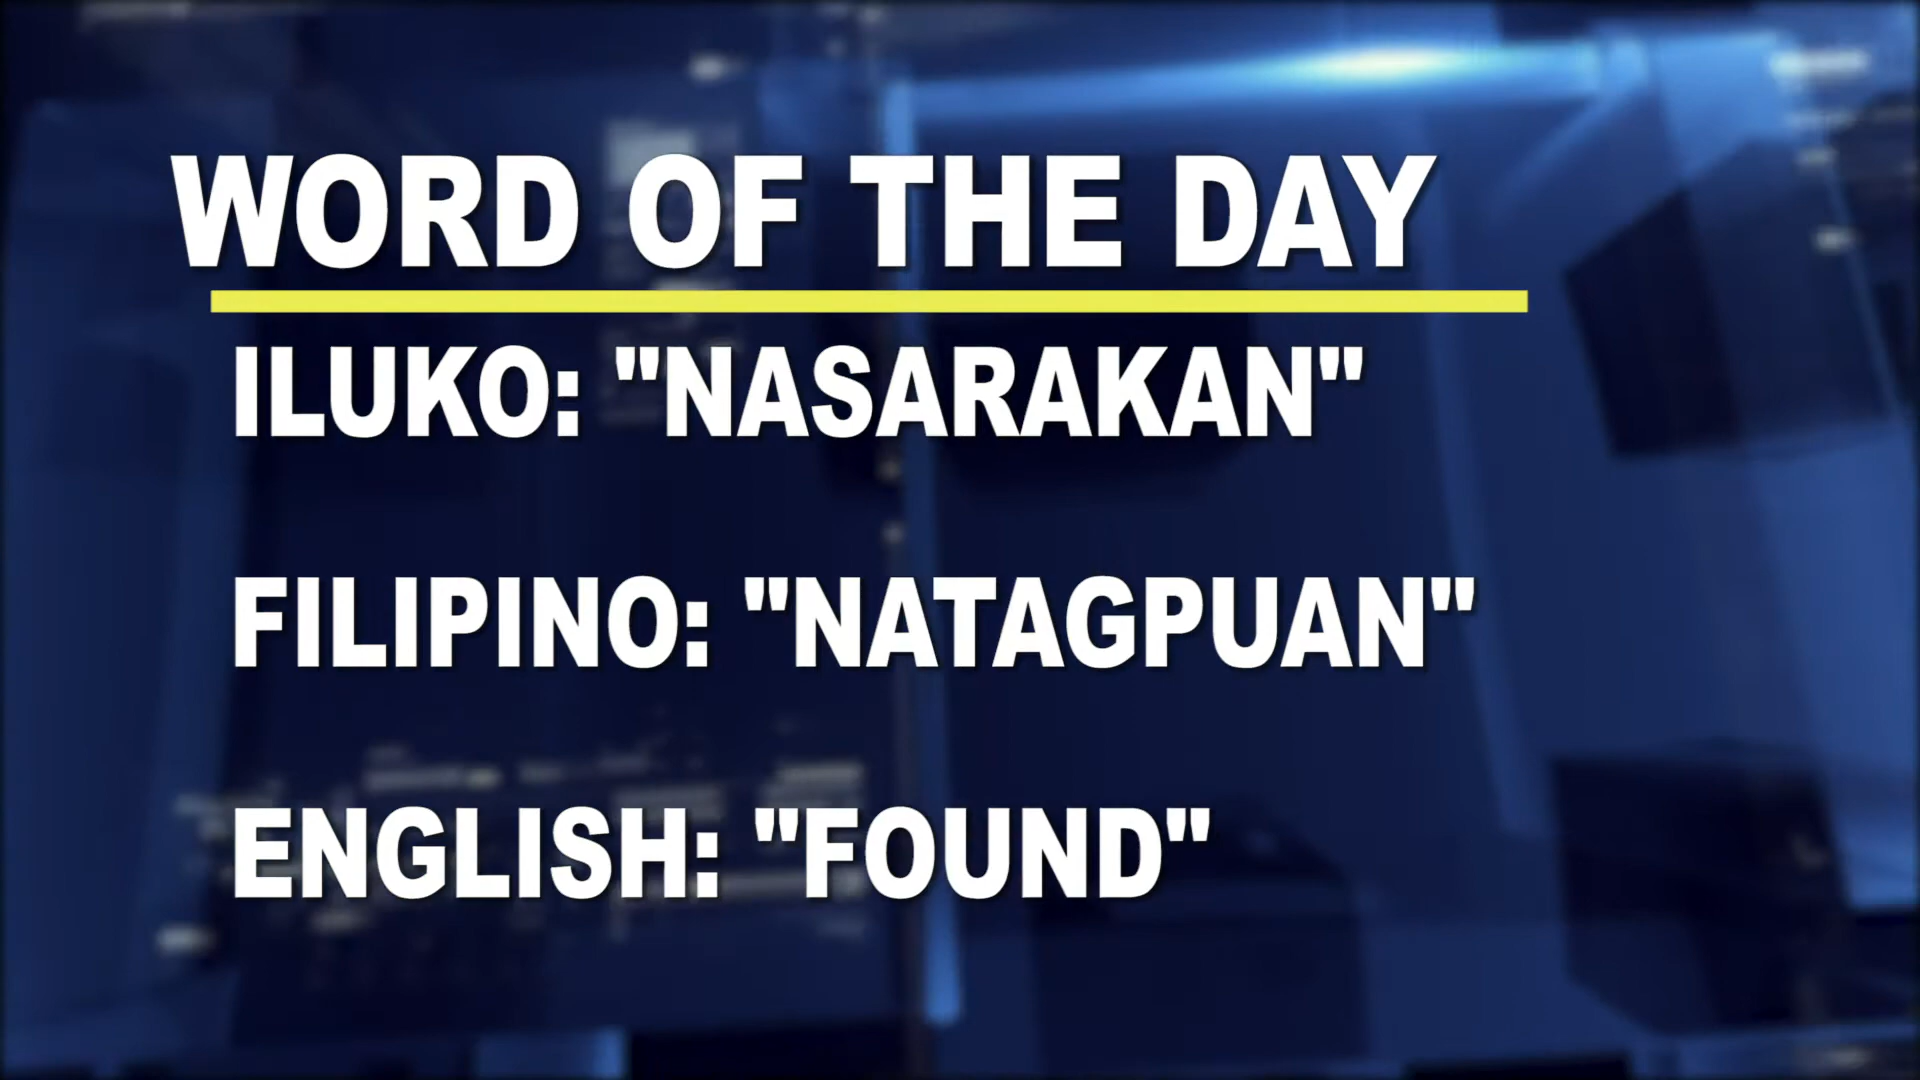 WORD OF THE DAY
ILUKO: "NASARAKAN"
FILIPINO: "NATAGPUAN"
ENGLISH: "FOUND"